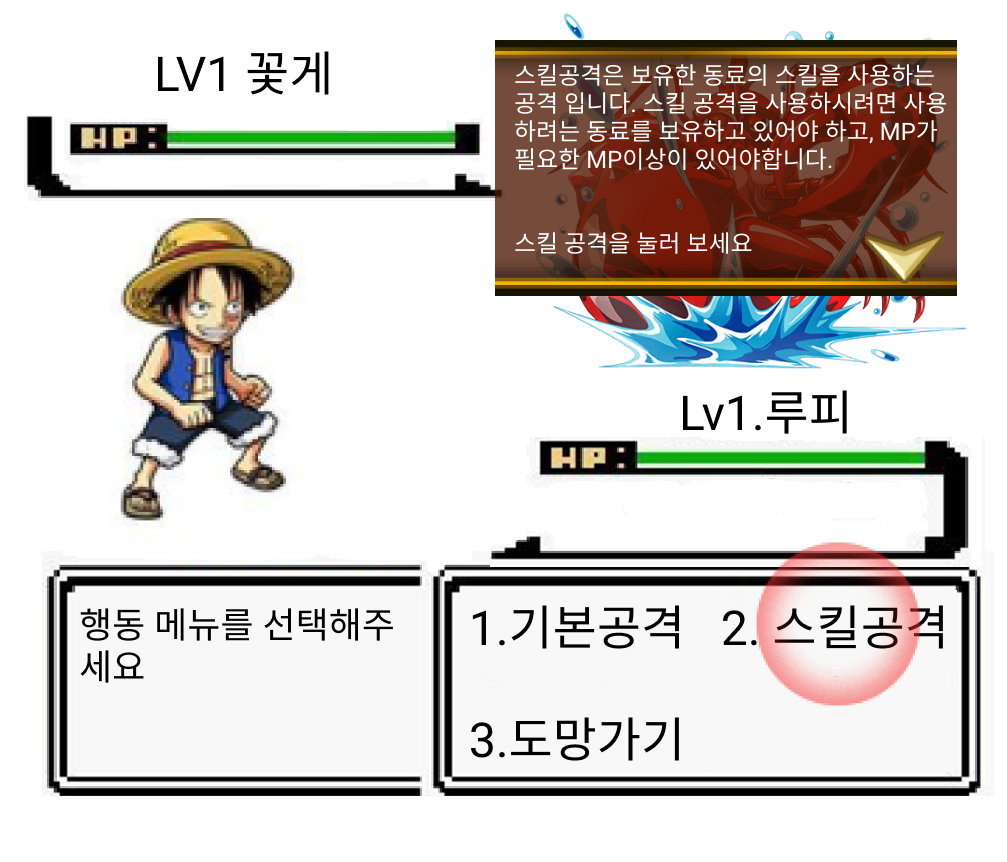 LV1 꽃게
HP:
스킬공격은 보유한 동료의 스킬을 사용하는
공격 입니다. 스킬 공격을 사용하시려면 사용
하려는 동료를 보유하고 있어야 하고, MP가
필요한 MP이상이 있어야합니다.
스킬 공격을 눌러 보세요
Lv1.루피
HP:
행동 메뉴를 선택해주
세요
1.기본공격 2. 스킬공격
3.도망가기